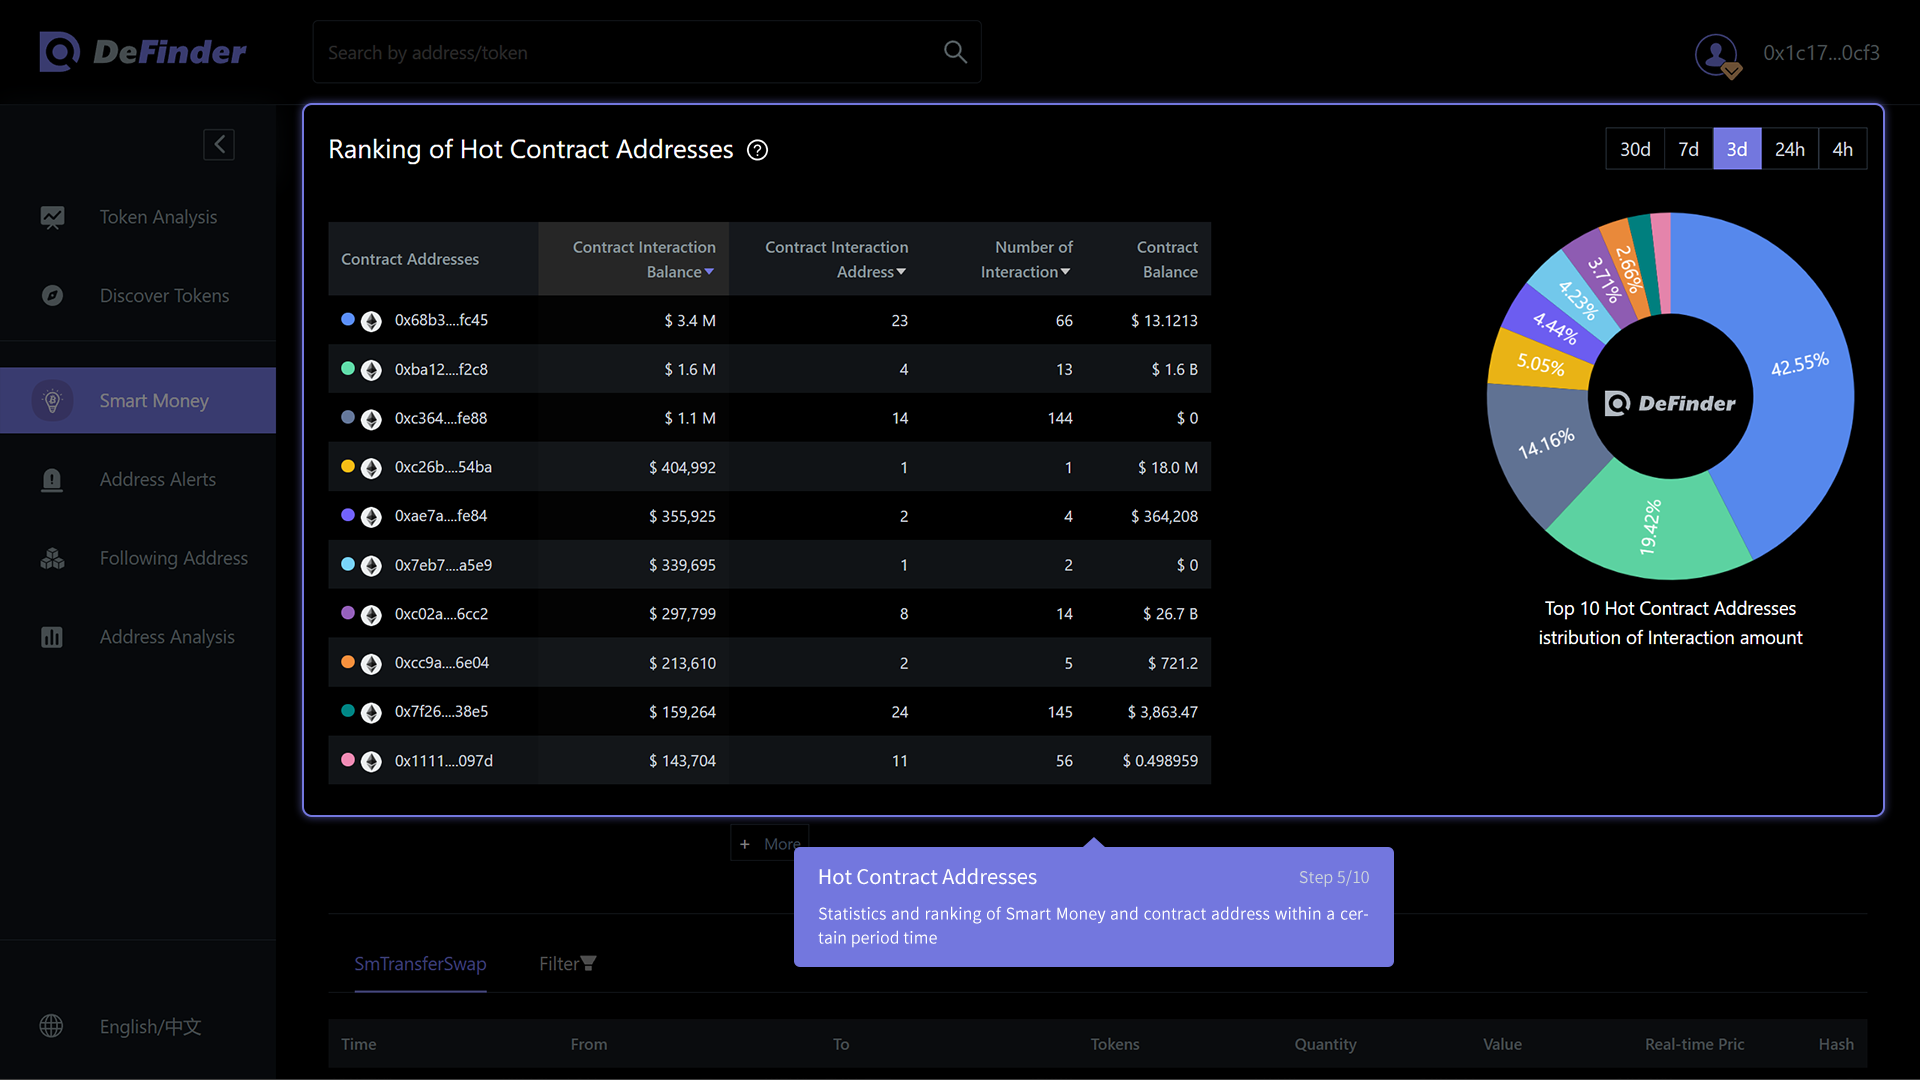 DeFinder
Search by address/token
0x1c17...0cf3
Token Analysis
Discover Tokens
Smart Money
Address Alerts
Following Address
Address Analysis
English/中文
Ranking of Hot Contract Addresses
30d 7d 3d 24h 4h
Contract Addresses
Contract Interaction
Balance
Contract Interaction
Address
Number of
Interaction
Contract
Balance
0x68b3....fc45 $ 3.4 M 23 66 $ 13.1213
0xba12....f2c8 $ 1.6 M 4 13 $ 1.6 B
0xc364....fe88 $ 1.1 M 14 144 $ 0
0xc26b....54ba $ 404,992 1 1 $ 18.0 M
0xae7a....fe84 $ 355,925 2 4 $ 364,208
0x7eb7....a5e9 $ 339,695 1 2 $ 0
0xc02a....6cc2 $ 297,799 8 14 $ 26.7 B
0xcc9a....6e04 $ 213,610 2 5 $ 721.2
0x7f26....38e5 $ 159,264 24 145 $ 3,863.47
0x1111....097d $ 143,704 11 56 $ 0.498959
42.55%
19.42%
14.16%
5.05%
4.44%
4.23%
3.71%
2.66%
DeFinder
Top 10 Hot Contract Addresses
istribution of Interaction amount
+ More
Hot Contract Addresses
Step 5/10
Statistics and ranking of Smart Money and contract address within a cer-
tain period time
SmTransferSwap
Filter
Time From To Tokens Quantity Value Real-time Pric Hash